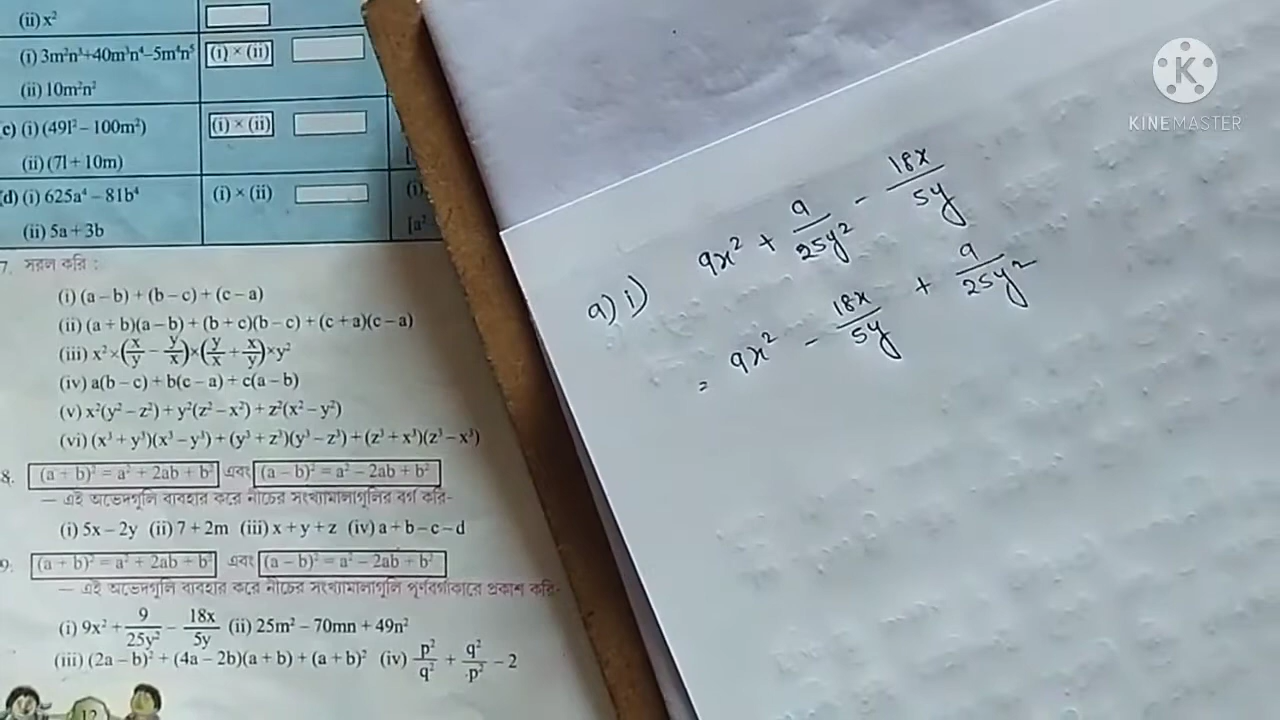 (ii) x²
(i) 3m²n³+40m³n⁴–5m⁴n⁵ (i) × (ii)
(ii) 10m²n²
(c) (i) (49l² – 100m²) (i) × (ii)
(ii) (7l + 10m)
(d) (i) 625a⁴ – 81b⁴ (i) × (ii) (i)
(ii) 5a + 3b [a²
7. সরল করি :
(i) (a – b) + (b – c) + (c – a)
(ii) (a + b)(a – b) + (b + c)(b – c) + (c + a)(c – a)
(iii) x² × (x/y – y/x) × (y/x + x/y) × y²
(iv) a(b – c) + b(c – a) + c(a – b)
(v) x²(y² – z²) + y²(z² – x²) + z²(x² – y²)
(vi) (x³ + y³)(x³ – y³) + (y³ + z³)(y³ – z³) + (z³ + x³)(z³ – x³)
8. (a + b)² = a² + 2ab + b² এবং (a – b)² = a² – 2ab + b²
— এই অভেদগুলি ব্যবহার করে নীচের সংখ্যামালাগুলির বর্গ করি-
(i) 5x – 2y (ii) 7 + 2m (iii) x + y + z (iv) a + b – c – d
9. (a + b)² = a² + 2ab + b² এবং (a – b)² = a² – 2ab + b²
— এই অভেদগুলি ব্যবহার করে নীচের সংখ্যামালাগুলি পূর্ণবর্গাকারে প্রকাশ করি-
(i) 9x² + 9/25y² – 18x/5y (ii) 25m² – 70mn + 49n²
(iii) (2a – b)² + (4a – 2b)(a + b) + (a + b)² (iv) p²/q² + q²/p² – 2
12
9) i) 9x² + 9/25y² – 18x/5y
= 9x² – 18x/5y + 9/25y²
K
KINEMASTER